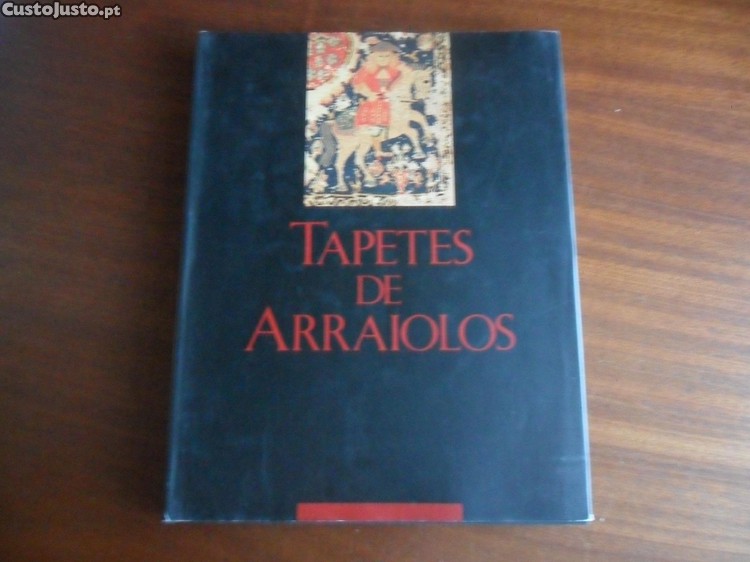 CustoJusto.pt
TAPETES
DE
ARRAIOLOS